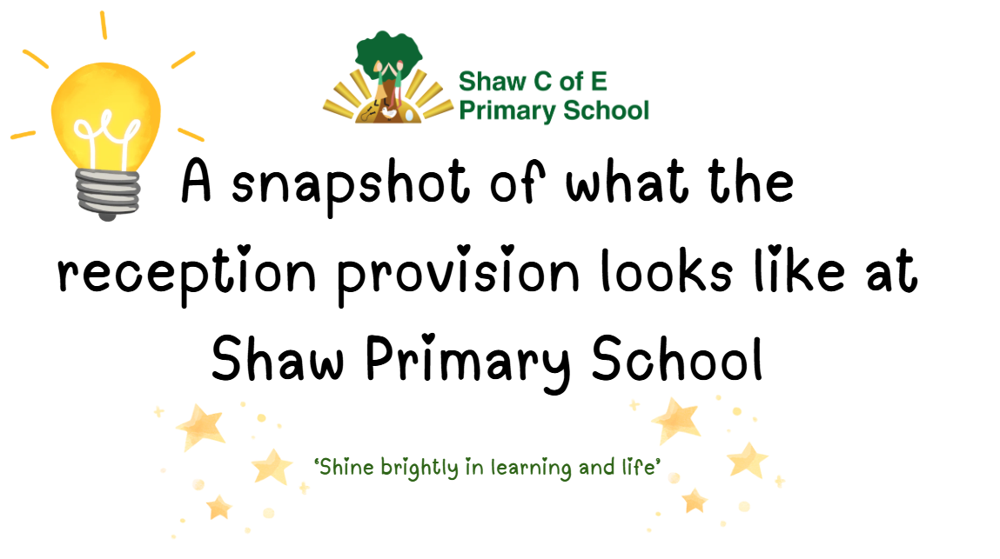 Shaw C of E
Primary School
A snapshot of what the
reception provision looks like at
Shaw Primary School
‘Shine brightly in learning and life’